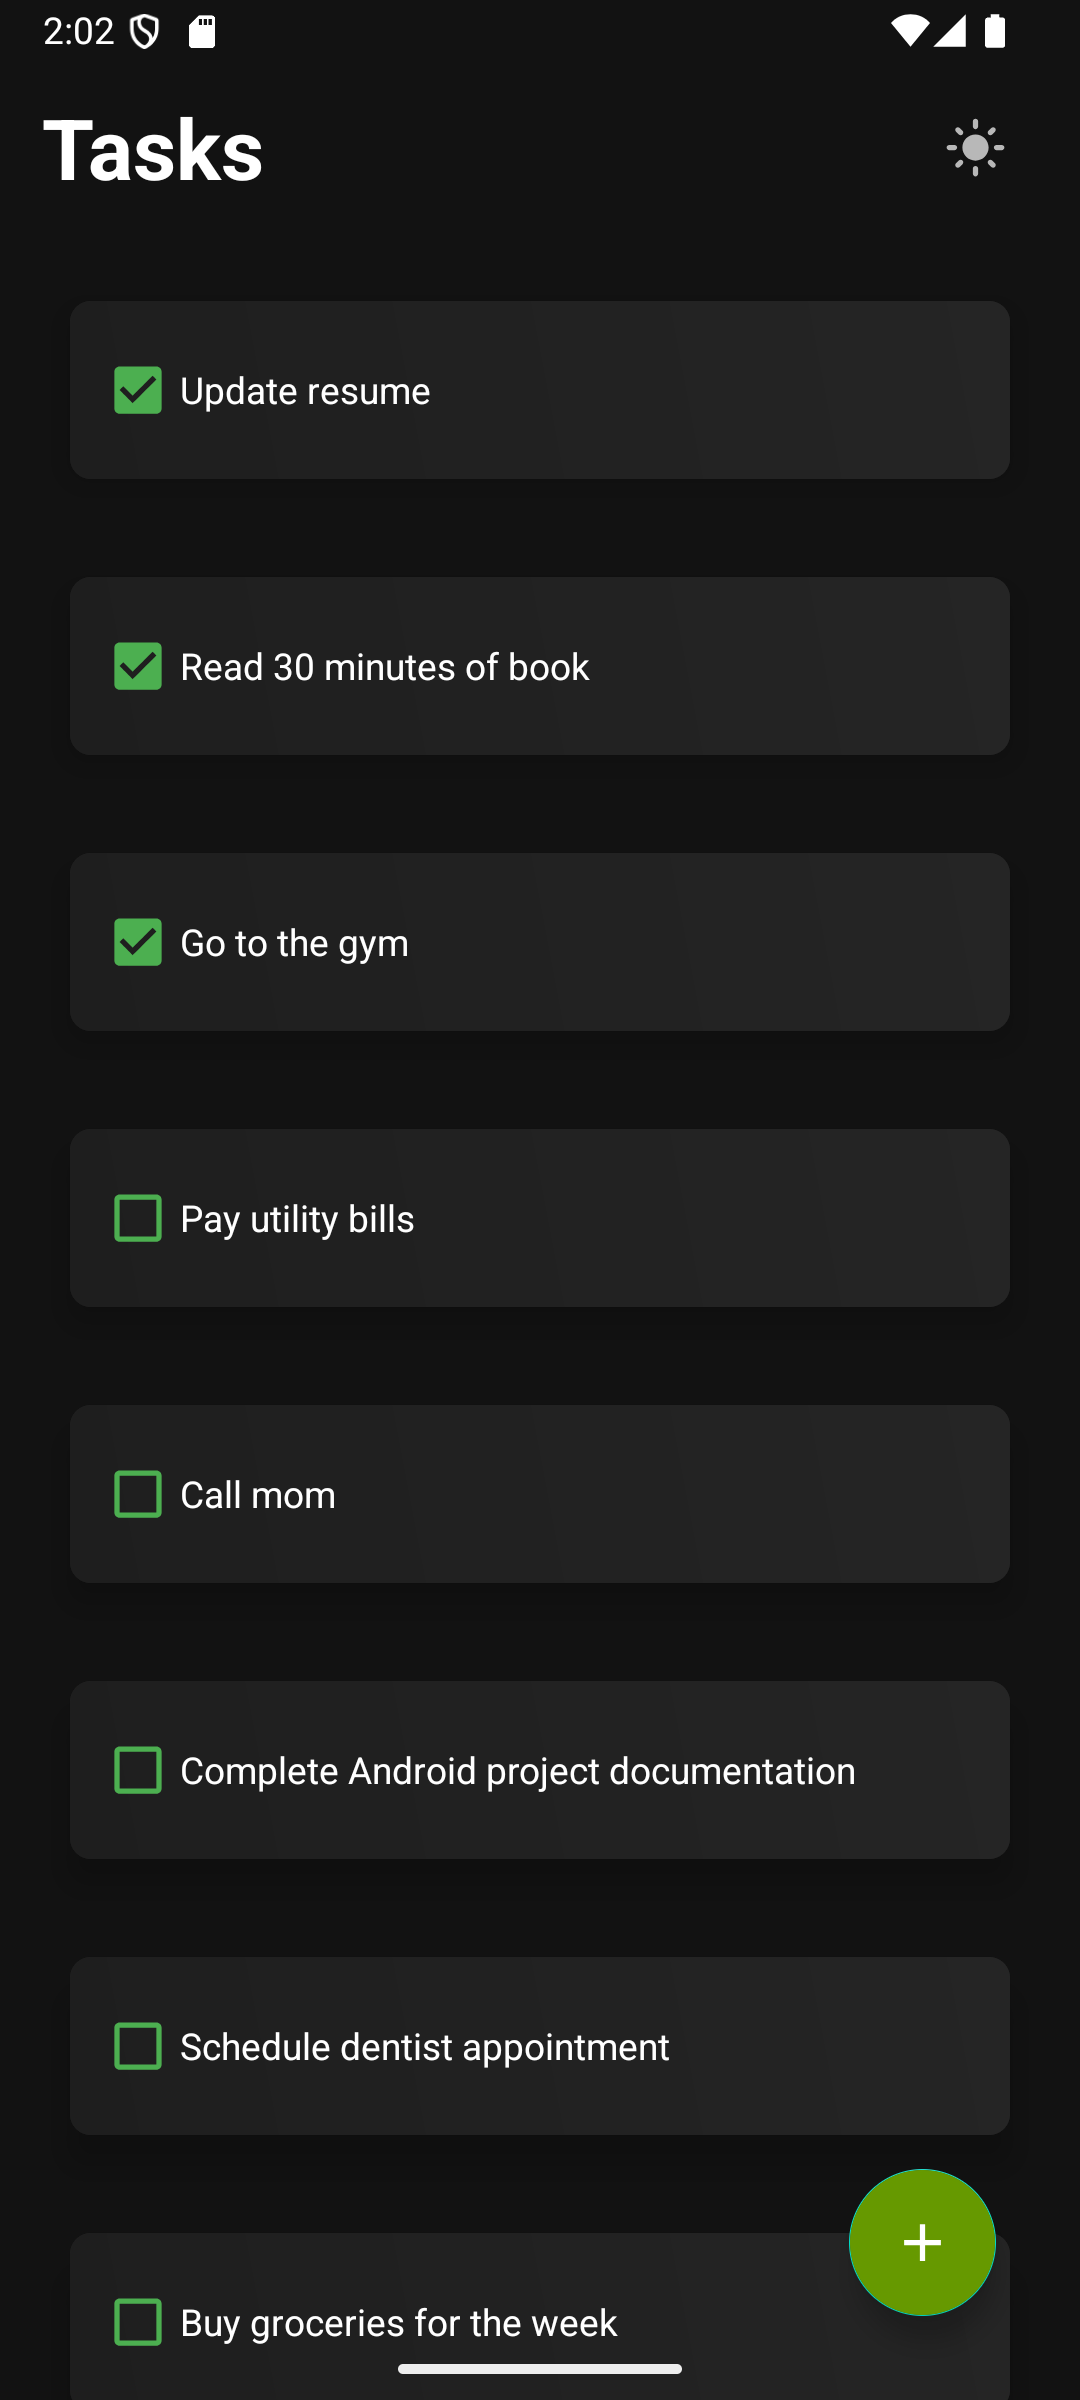 2:02
Tasks
Update resume
Read 30 minutes of book
Go to the gym
Pay utility bills
Call mom
Complete Android project documentation
Schedule dentist appointment
Buy groceries for the week